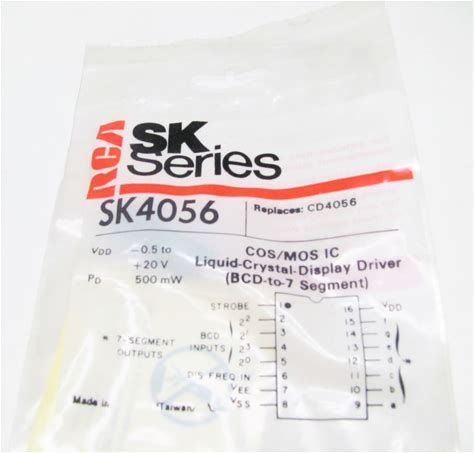 RCA
SK
Series
SK4056
Replaces: CD4056
VDD −0.5 to +20V
PD 500 mW
COS/MOS IC
Liquid-Crystal-Display Driver
(BCD-to-7 Segment)
STROBE 1 16 VDD
2² 2 15 f
2¹ 3 14 g
2³ 4 13 e
2⁰ 5 12 d
BCD
INPUTS
* 7-SEGMENT
OUTPUTS
DIS FREQ IN 6 11 c
VEE 7 10 b
VSS 8 9 a
*
Made in
Taiwan